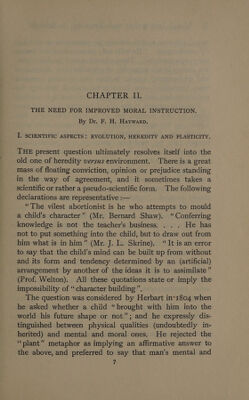 CHAPTER II.
THE NEED FOR IMPROVED MORAL INSTRUCTION.
By Dr. F. H. Hayward.
I. SCIENTIFIC ASPECTS: EVOLUTION, HEREDITY AND PLASTICITY.
THE present question ultimately resolves itself into the
old one of heredity versus environment. There is a great
mass of floating conviction, opinion or prejudice standing
in the way of agreement, and it sometimes takes a
scientific or rather a pseudo-scientific form. The following
declarations are representative :—
"The vilest abortionist is he who attempts to mould
a child's character" (Mr. Bernard Shaw). "Conferring
knowledge is not the teacher's business. . . . He has
not to put something into the child, but to draw out from
him what is in him" (Mr. J. L. Skrine). "It is an error
to say that the child's mind can be built up from without
and its form and tendency determined by an (artificial)
arrangement by another of the ideas it is to assimilate"
(Prof. Welton). All these quotations state or imply the
impossibility of "character building".
The question was considered by Herbart in 1804 when
he asked whether a child "brought with him into the
world his future shape or not"; and he expressly dis-
tinguished between physical qualities (undoubtedly in-
herited) and mental and moral ones. He rejected the
"plant" metaphor as implying an affirmative answer to
the above, and preferred to say that man's mental and
7